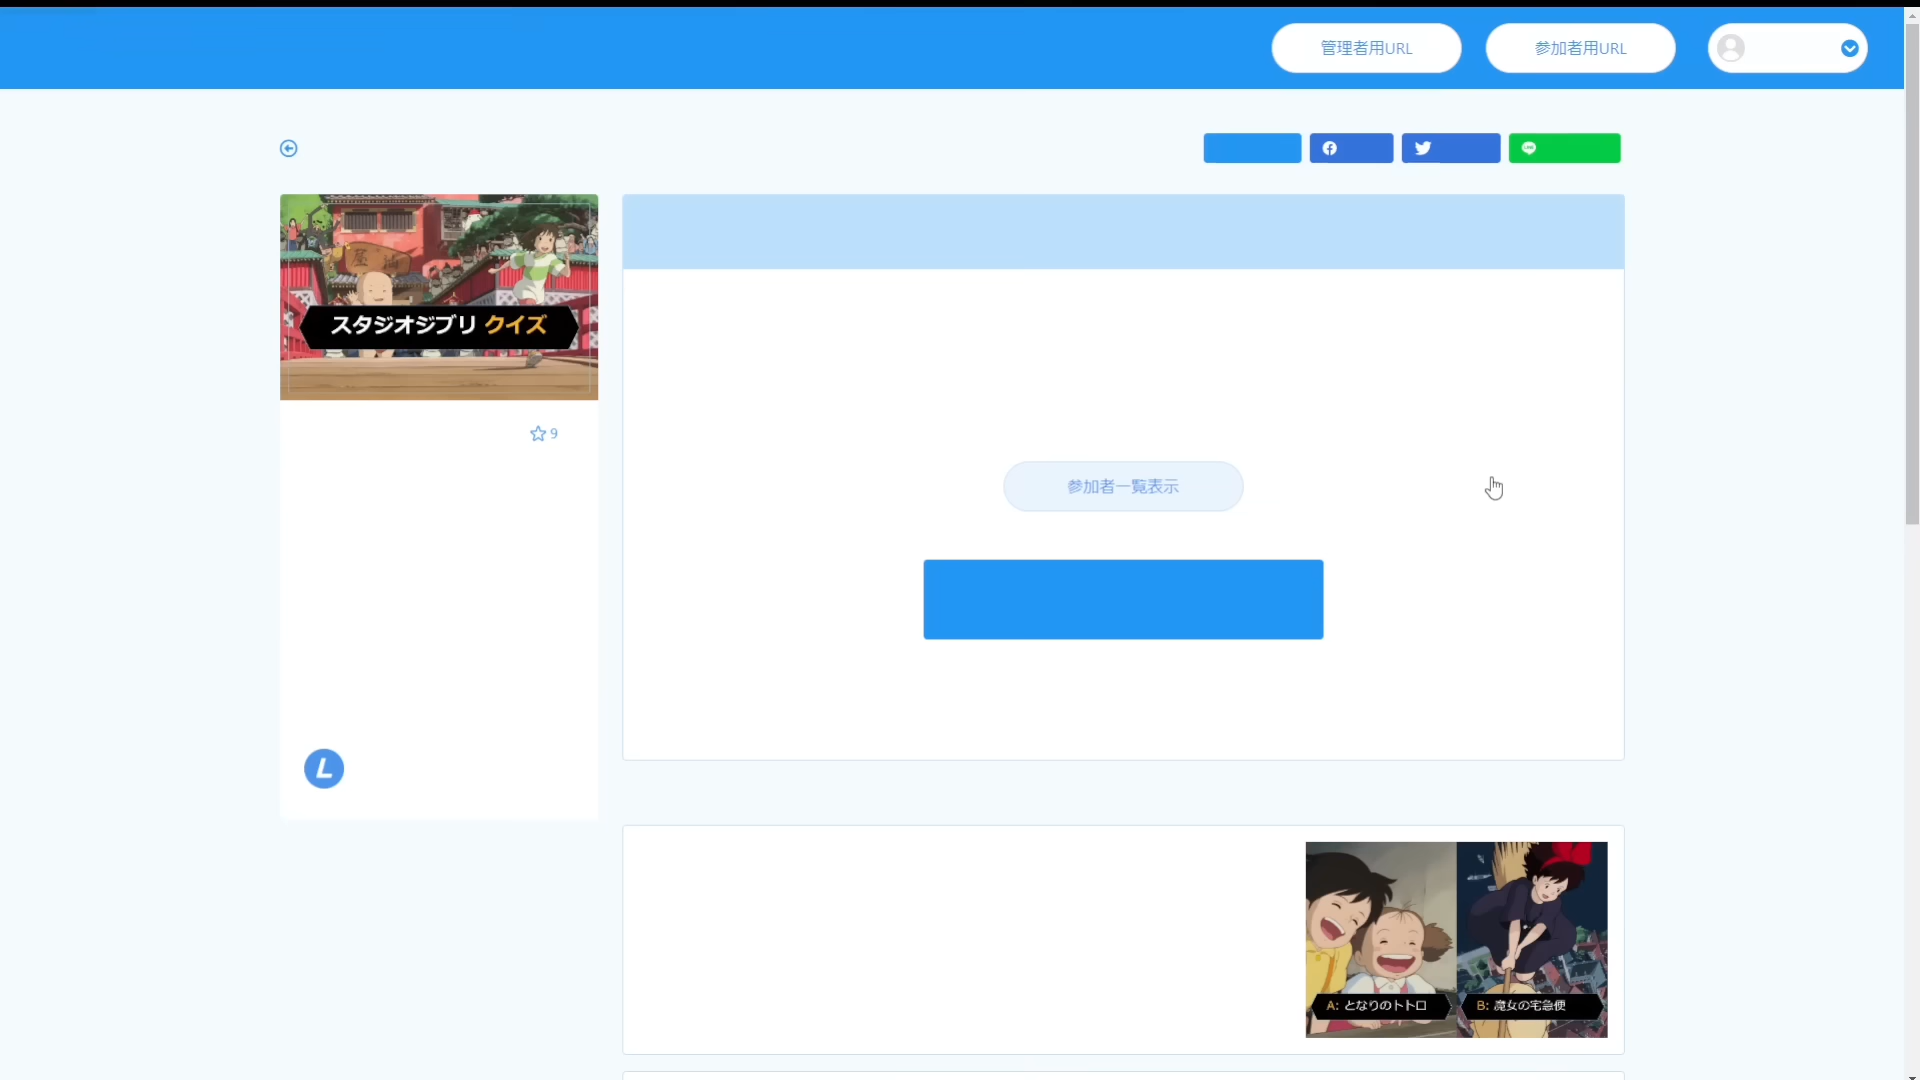 管理者用URL
参加者用URL
スタジオジブリ クイズ
9
参加者一覧表示
L
A: となりのトトロ
B: 魔女の宅急便